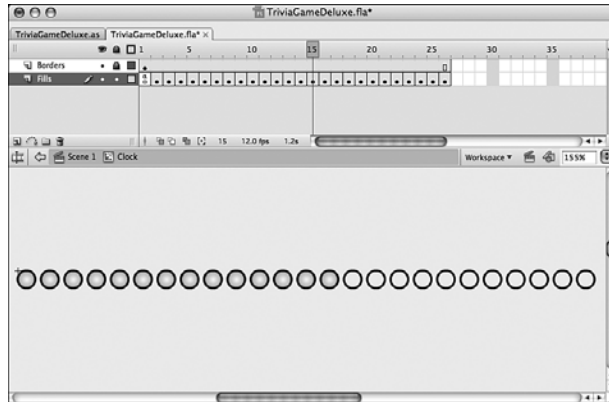 TriviaGameDeluxe.fla*
TriviaGameDeluxe.as TriviaGameDeluxe.fla* ×
1 5 10 15 20 25 30 35
Borders
Fills
15 12.0 fps 1.2s
Scene 1 Clock Workspace 155%